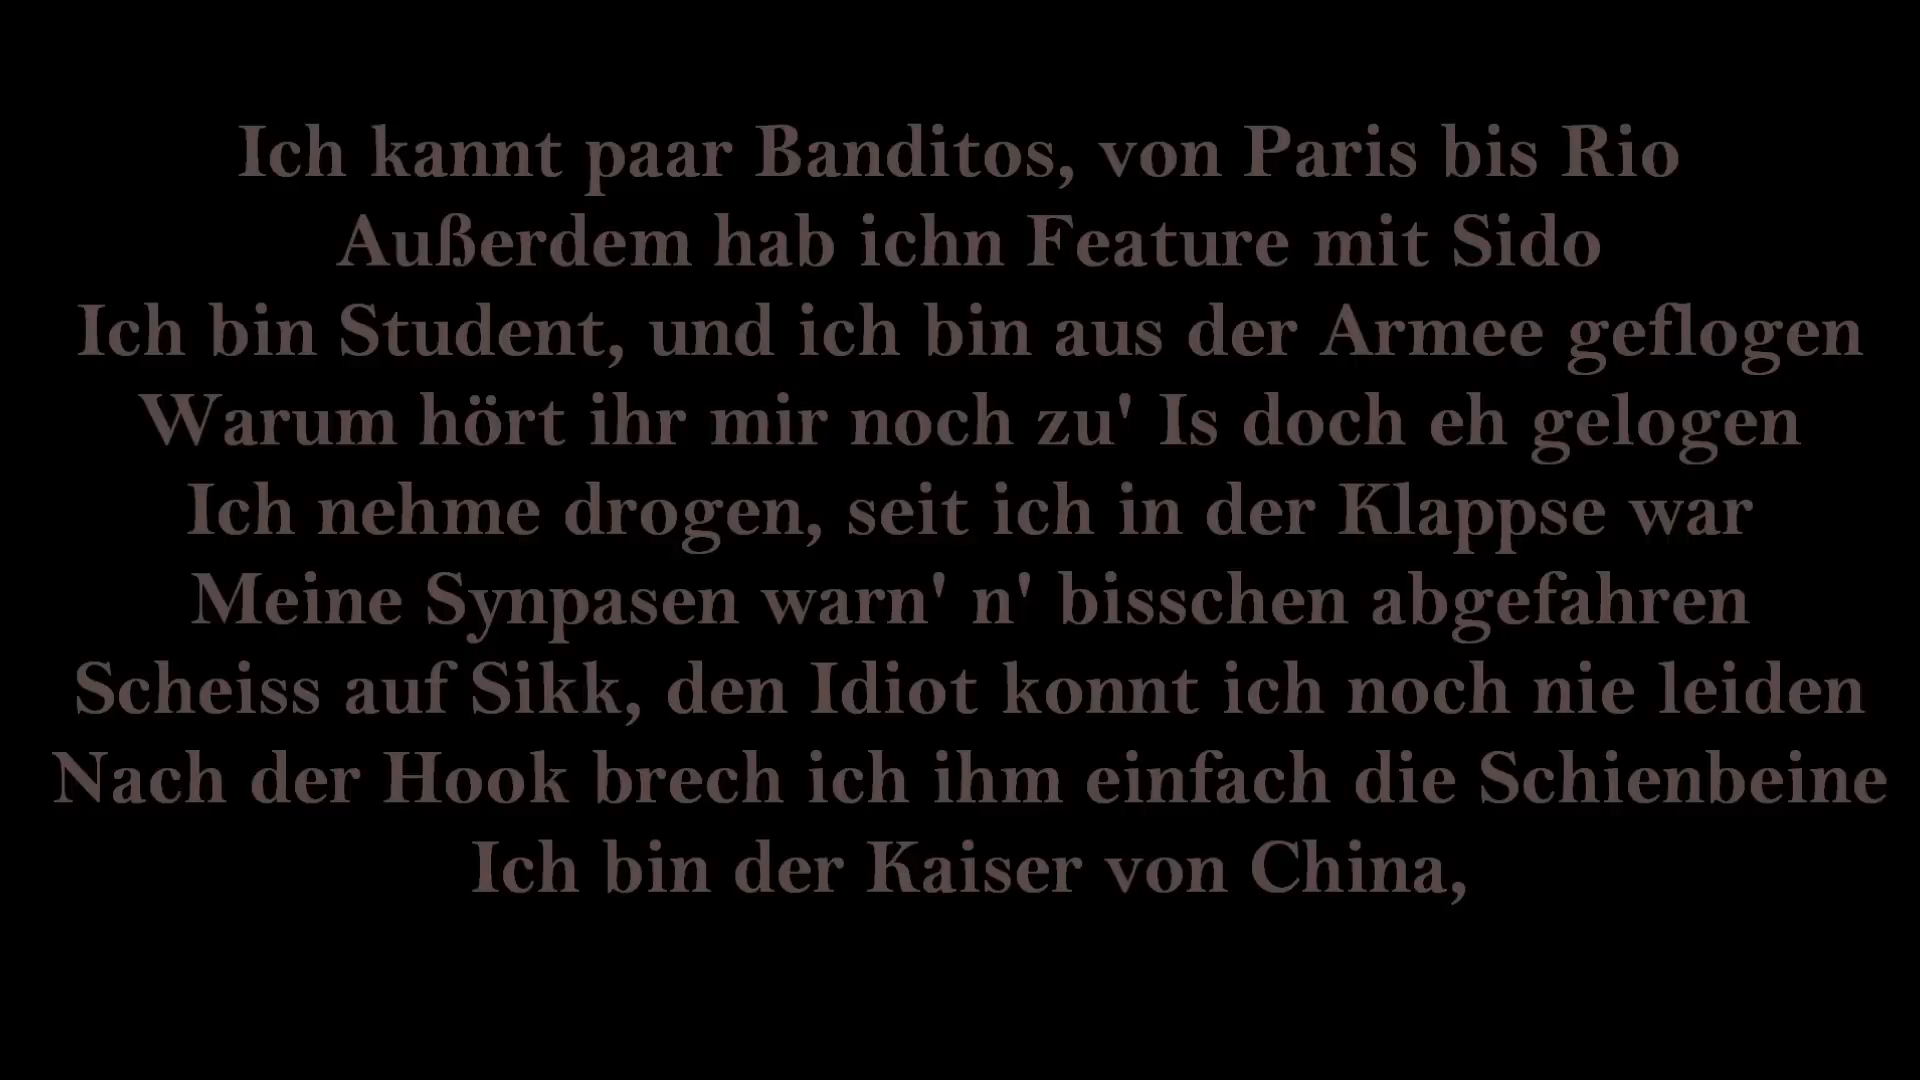 Ich kannt paar Banditos, von Paris bis Rio
Außerdem hab ichn Feature mit Sido
Ich bin Student, und ich bin aus der Armee geflogen
Warum hört ihr mir noch zu' Is doch eh gelogen
Ich nehme drogen, seit ich in der Klappse war
Meine Synpasen warn' n' bisschen abgefahren
Scheiss auf Sikk, den Idiot konnt ich noch nie leiden
Nach der Hook brech ich ihm einfach die Schienbeine
Ich bin der Kaiser von China,